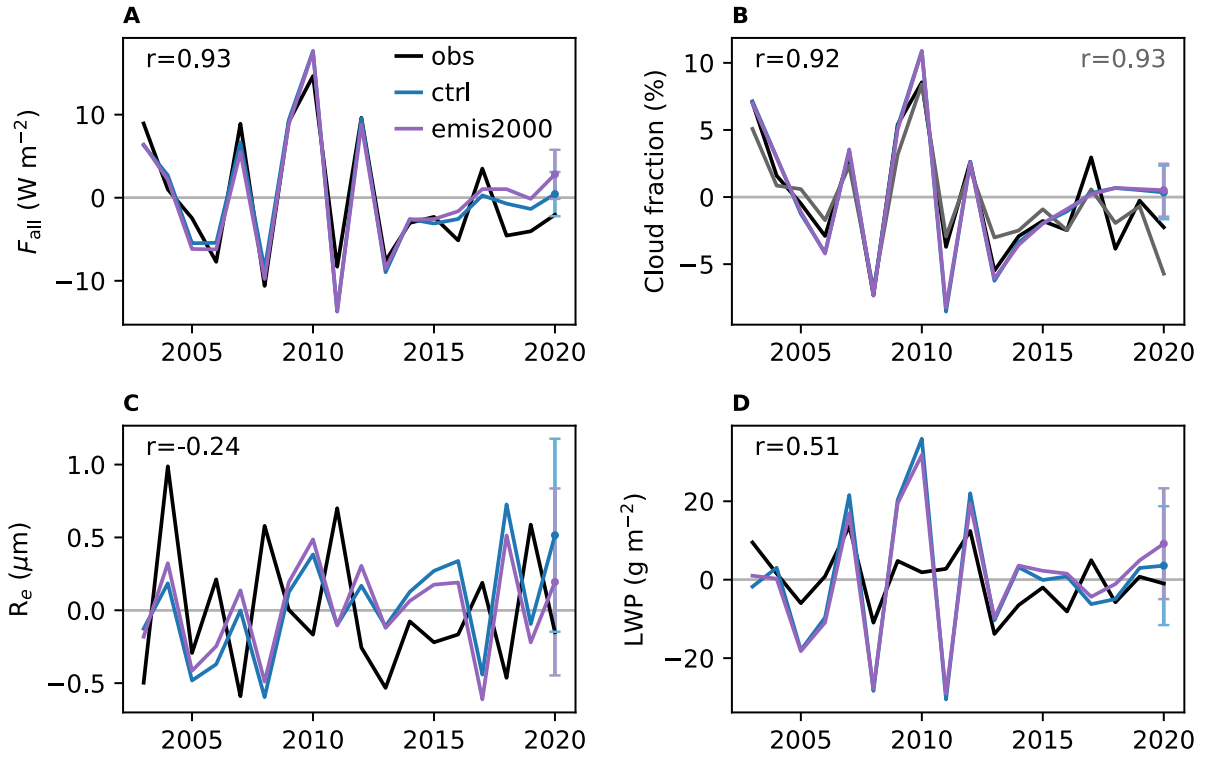 A
F_all (W m⁻²)
r=0.93
obs
ctrl
emis2000
10
0
−10
2005 2010 2015 2020
B
Cloud fraction (%)
r=0.92 r=0.93
10
5
0
−5
2005 2010 2015 2020
C
R_e (μm)
r=-0.24
1.0
0.5
0.0
−0.5
2005 2010 2015 2020
D
LWP (g m⁻²)
r=0.51
20
0
−20
2005 2010 2015 2020